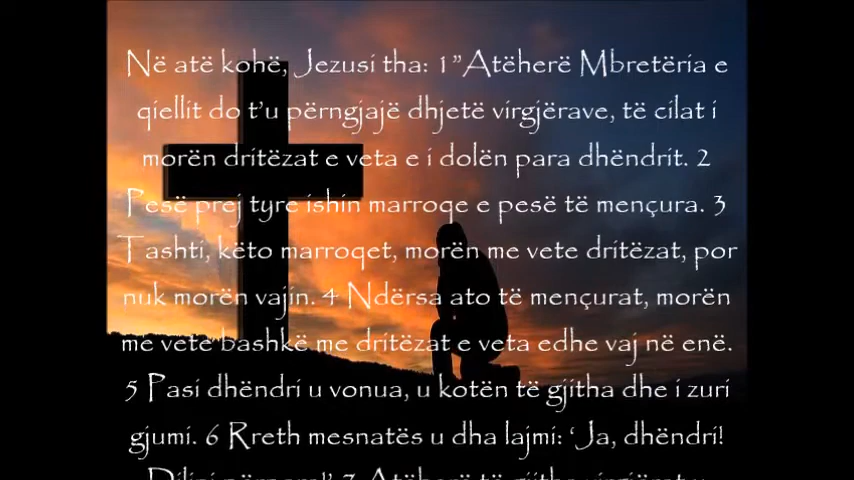 Në atë kohë, Jezusi tha: 1 ”Atëherë Mbretëria e
qiellit do t’u përngjajë dhjetë virgjërave, të cilat i
morën dritëzat e veta e i dolën para dhëndrit. 2
Pesë prej tyre ishin marroqe e pesë të mençura. 3
Tashti, këto marroqet, morën me vete dritëzat, por
nuk morën vajin. 4 Ndërsa ato të mençurat, morën
me vete bashkë me dritëzat e veta edhe vaj në enë.
5 Pasi dhëndri u vonua, u kotën të gjitha dhe i zuri
gjumi. 6 Rreth mesnatës u dha lajmi: ‘Ja, dhëndri!